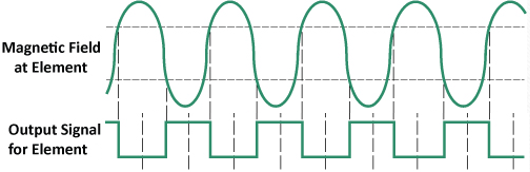 Magnetic Field
at Element
Output Signal
for Element